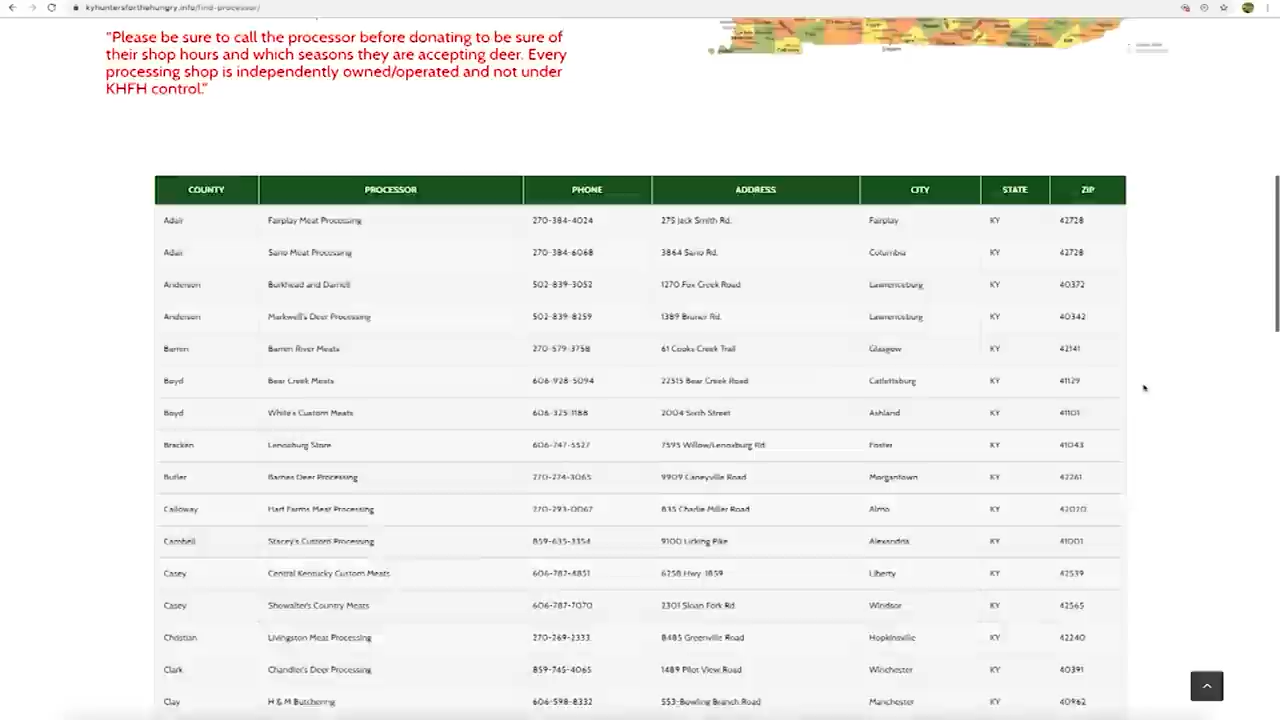 kyhuntersforthehungry.info/find-processor/
"Please be sure to call the processor before donating to be sure of
their shop hours and which seasons they are accepting deer. Every
processing shop is independently owned/operated and not under
KHFH control."
COUNTY PROCESSOR PHONE ADDRESS CITY STATE ZIP
Adair Fairplay Meat Processing 270-384-4024 275 Jack Smith Rd. Fairplay KY 42728
Adair Sano Meat Processing 270-384-6068 3864 Sano Rd. Columbia KY 42728
Anderson Burkhead and Darnell 502-839-3052 1270 Fox Creek Road Lawrenceburg KY 40372
Anderson Markwell's Deer Processing 502-839-8259 1389 Bruner Rd. Lawrenceburg KY 40342
Barren Barren River Meats 270-579-3758 61 Cooks Creek Trail Glasgow KY 42141
Boyd Bear Creek Meats 606-928-5094 22515 Bear Creek Road Catlettsburg KY 41129
Boyd White's Custom Meats 606-325-1188 2004 Sixth Street Ashland KY 41101
Bracken Lenoxburg Store 606-747-5527 7595 Willow/Lenoxburg Rd Foster KY 41043
Butler Barnes Deer Processing 270-274-3065 9909 Caneyville Road Morgantown KY 42261
Calloway Hart Farms Meat Processing 270-293-0067 835 Charlie Miller Road Almo KY 42020
Cambell Stacey's Custom Processing 859-635-3154 9100 Licking Pike Alexandria KY 41001
Casey Central Kentucky Custom Meats 606-787-4851 6258 Hwy 1859 Liberty KY 42539
Casey Showalter's Country Meats 606-787-7070 2301 Sloan Fork Rd Windsor KY 42565
Christian Livingston Meat Processing 270-269-2333 8485 Greenville Road Hopkinsville KY 42240
Clark Chandler's Deer Processing 859-745-4065 1489 Pilot View Road Winchester KY 40391
Clay H & M Butchering 606-598-8332 553 Bowling Branch Road Manchester KY 40962